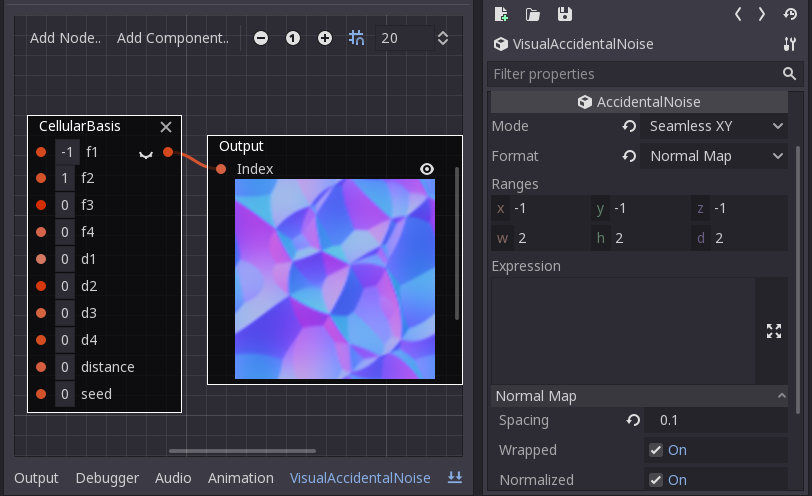 Add Node.. Add Component.. 1 20
CellularBasis
-1 f1
1 f2
0 f3
0 f4
0 d1
0 d2
0 d3
0 d4
0 distance
0 seed
Output
Index
Output Debugger Audio Animation VisualAccidentalNoise
VisualAccidentalNoise
Filter properties
AccidentalNoise
Mode Seamless XY
Format Normal Map
Ranges
x -1 y -1 z -1
w 2 h 2 d 2
Expression
Normal Map
Spacing 0.1
Wrapped On
Normalized On